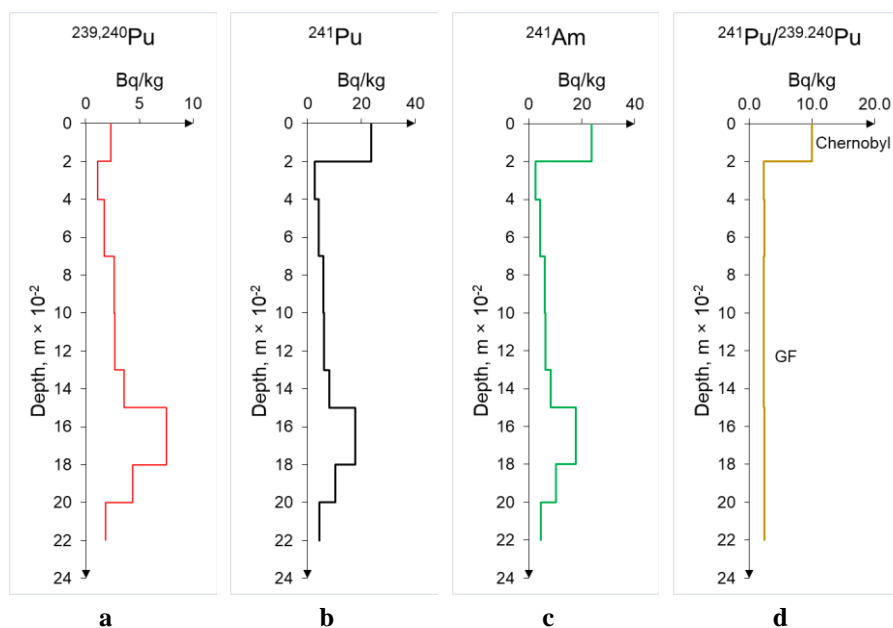 ²³⁹,²⁴⁰Pu
Bq/kg
0 5 10
0
2
4
6
8
10
12
14
16
18
20
22
24
Depth, m × 10⁻²
a
²⁴¹Pu
Bq/kg
0 20 40
0
2
4
6
8
10
12
14
16
18
20
22
24
Depth, m × 10⁻²
b
²⁴¹Am
Bq/kg
0 20 40
0
2
4
6
8
10
12
14
16
18
20
22
24
Depth, m × 10⁻²
c
²⁴¹Pu/²³⁹·²⁴⁰Pu
Bq/kg
0.0 10.0 20.0
0
2
4
6
8
10
12
14
16
18
20
22
24
Depth, m × 10⁻²
Chernobyl
GF
d